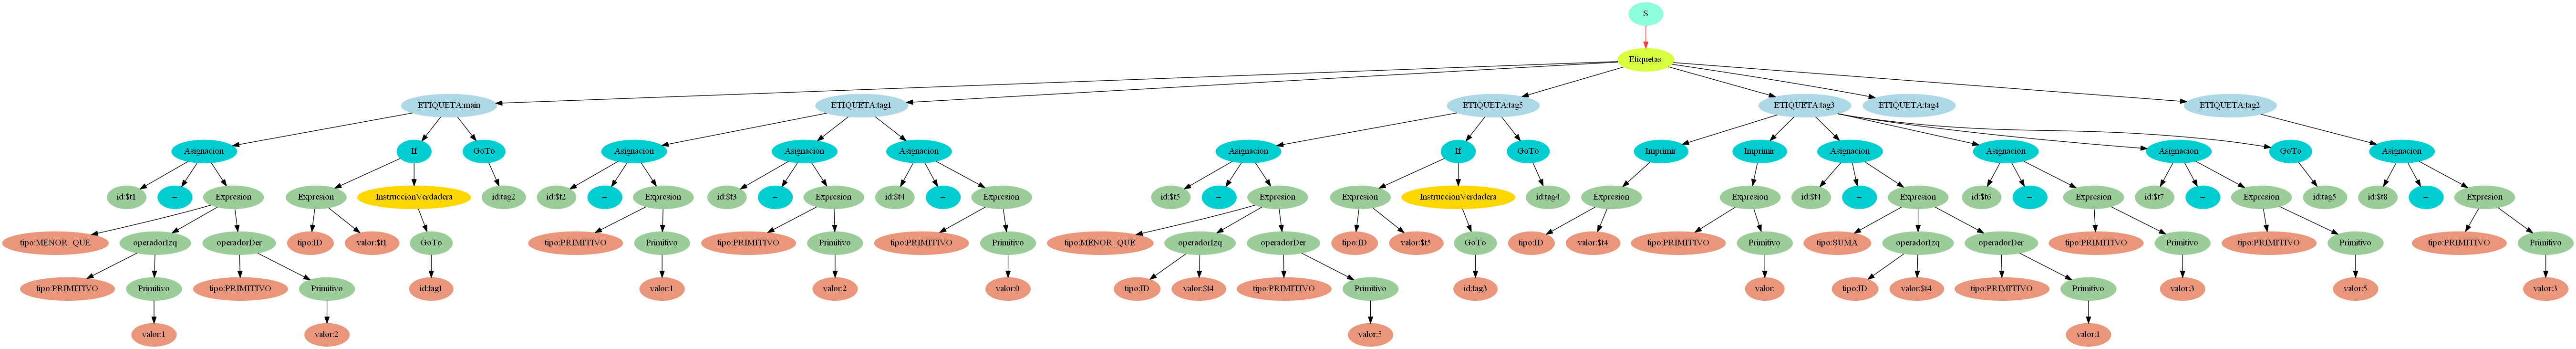 S
Etiquetas
ETIQUETA:main ETIQUETA:tag1 ETIQUETA:tag5 ETIQUETA:tag3 ETIQUETA:tag4 ETIQUETA:tag2
Asignacion If GoTo Asignacion Asignacion Asignacion Asignacion If GoTo Imprimir Imprimir Asignacion Asignacion Asignacion GoTo Asignacion
id:$t1 = Expresion Expresion InstruccionVerdadera id:tag2 id:$t2 = Expresion id:$t3 = Expresion id:$t4 = Expresion id:$t5 = Expresion Expresion InstruccionVerdadera id:tag4 Expresion Expresion id:$t4 = Expresion id:$t6 = Expresion id:$t7 = Expresion id:tag5 id:$t8 = Expresion
tipo:MENOR_QUE operadorIzq operadorDer tipo:ID valor:$t1 GoTo tipo:PRIMITIVO Primitivo tipo:PRIMITIVO Primitivo tipo:PRIMITIVO Primitivo tipo:MENOR_QUE operadorIzq operadorDer tipo:ID valor:$t5 GoTo tipo:ID valor:$t4 tipo:PRIMITIVO Primitivo tipo:SUMA operadorIzq operadorDer tipo:PRIMITIVO Primitivo tipo:PRIMITIVO Primitivo tipo:PRIMITIVO Primitivo
tipo:PRIMITIVO Primitivo tipo:PRIMITIVO Primitivo id:tag1 valor:1 valor:2 valor:0 tipo:ID valor:$t4 tipo:PRIMITIVO Primitivo id:tag3 valor: tipo:ID valor:$t4 tipo:PRIMITIVO Primitivo valor:3 valor:5 valor:3
valor:1 valor:2 valor:5 valor:1